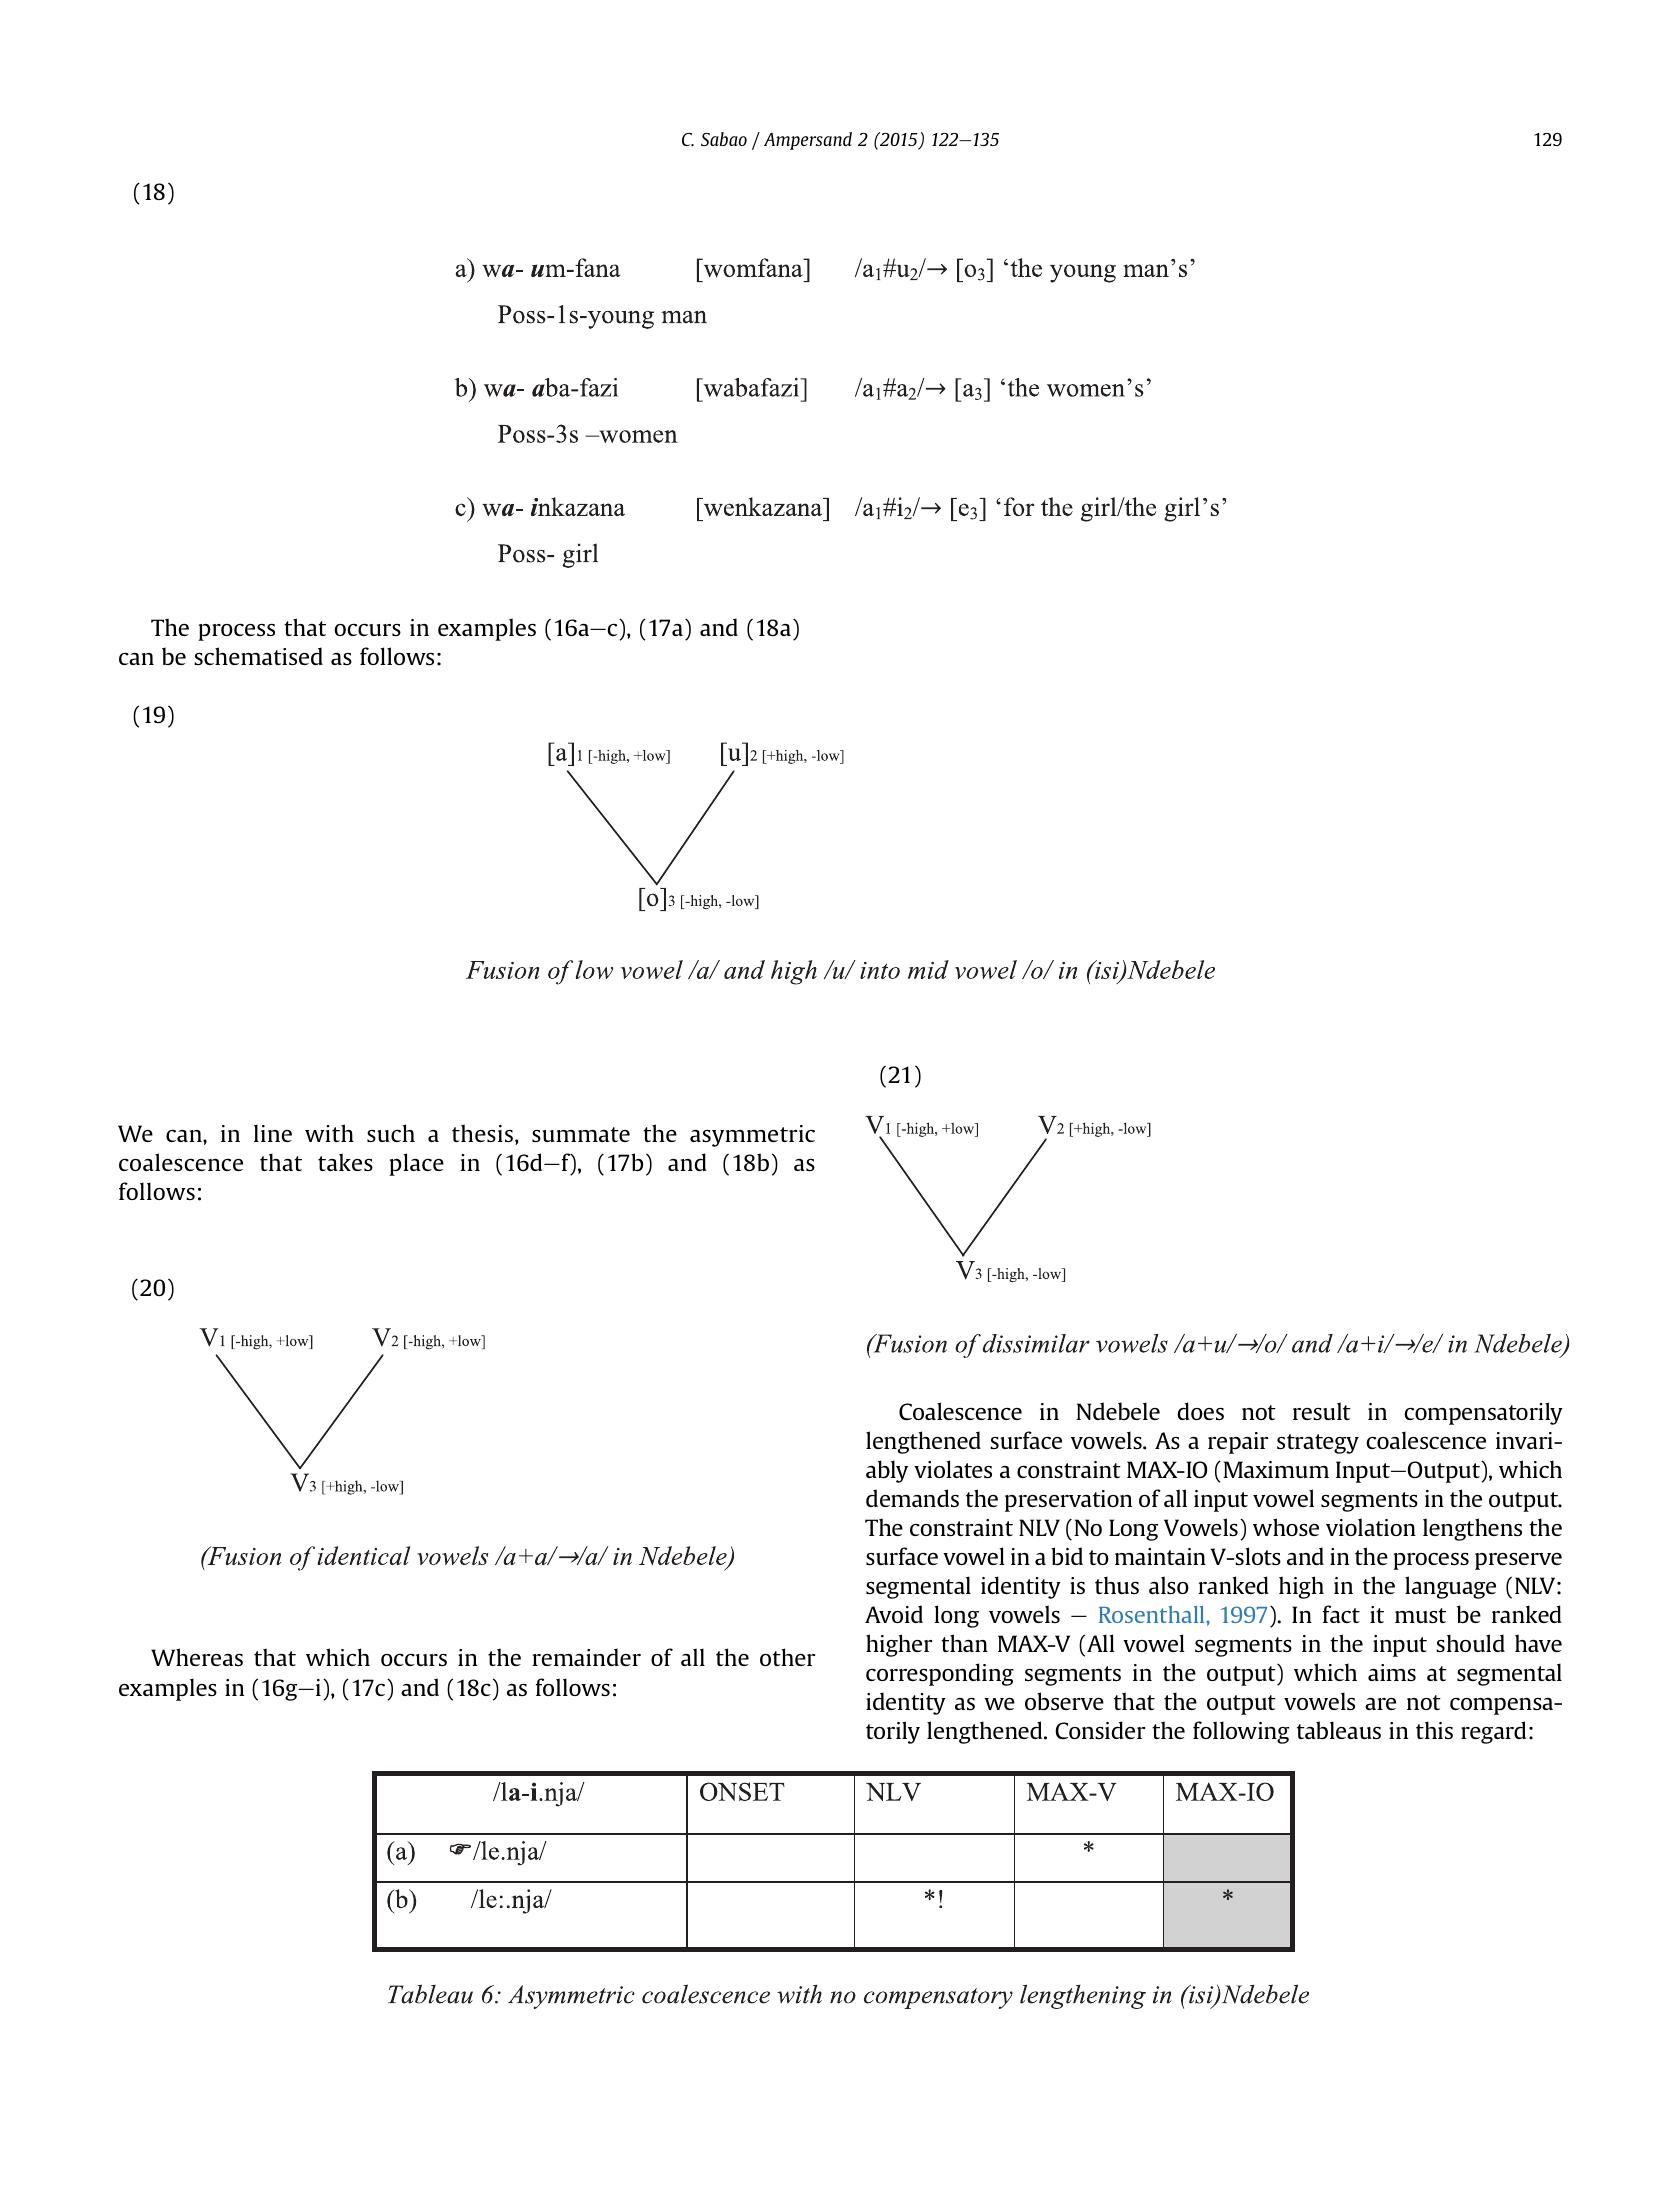 C. Sabao / Ampersand 2 (2015) 122–135
129
(18)
a) wa- um-fana [womfana] /a₁#u₂/→ [o₃] ‘the young man’s’
Poss-1s-young man
b) wa- aba-fazi [wabafazi] /a₁#a₂/→ [a₃] ‘the women’s’
Poss-3s –women
c) wa- inkazana [wenkazana] /a₁#i₂/→ [e₃] ‘for the girl/the girl’s’
Poss- girl
The process that occurs in examples (16a–c), (17a) and (18a)
can be schematised as follows:
(19)
[a]1 [-high, +low] [u]2 [+high, -low]
[o]3 [-high, -low]
Fusion of low vowel /a/ and high /u/ into mid vowel /o/ in (isi)Ndebele
We can, in line with such a thesis, summate the asymmetric
coalescence that takes place in (16d–f), (17b) and (18b) as
follows:
(20)
V1 [-high, +low] V2 [-high, +low]
V3 [+high, -low]
(Fusion of identical vowels /a+a/→/a/ in Ndebele)
Whereas that which occurs in the remainder of all the other
examples in (16g–i), (17c) and (18c) as follows:
(21)
V1 [-high, +low] V2 [+high, -low]
V3 [-high, -low]
(Fusion of dissimilar vowels /a+u/→/o/ and /a+i/→/e/ in Ndebele)
Coalescence in Ndebele does not result in compensatorily
lengthened surface vowels. As a repair strategy coalescence invari-
ably violates a constraint MAX-IO (Maximum Input–Output), which
demands the preservation of all input vowel segments in the output.
The constraint NLV (No Long Vowels) whose violation lengthens the
surface vowel in a bid to maintain V-slots and in the process preserve
segmental identity is thus also ranked high in the language (NLV:
Avoid long vowels – Rosenthall, 1997). In fact it must be ranked
higher than MAX-V (All vowel segments in the input should have
corresponding segments in the output) which aims at segmental
identity as we observe that the output vowels are not compensa-
torily lengthened. Consider the following tableaus in this regard:
/la-i.nja/ ONSET NLV MAX-V MAX-IO
(a) ☞/le.nja/ *
(b) /le:.nja/ *! *
Tableau 6: Asymmetric coalescence with no compensatory lengthening in (isi)Ndebele